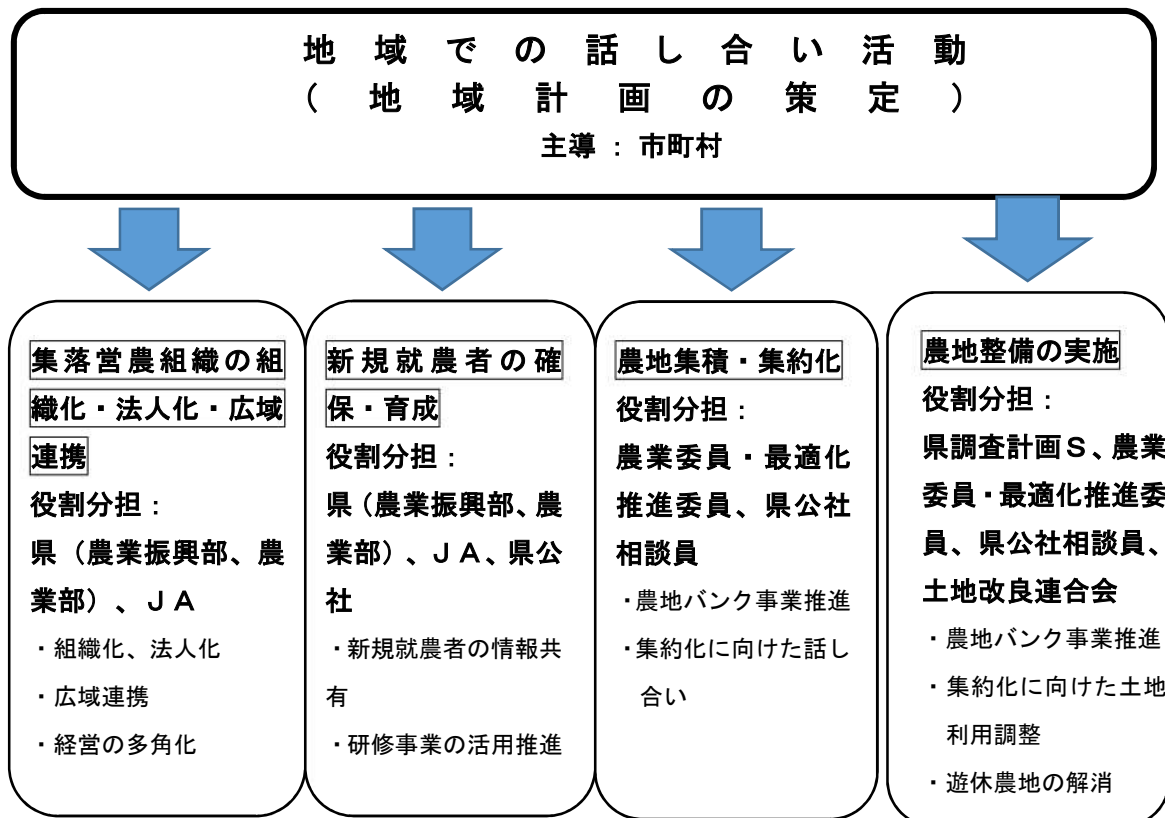 地域での話し合い活動
(地域計画の策定)
主導：市町村
集落営農組織の組
織化・法人化・広域
連携
役割分担：
県（農業振興部、農
業部）、ＪＡ
・組織化、法人化
・広域連携
・経営の多角化
新規就農者の確
保・育成
役割分担：
県（農業振興部、農
業部）、ＪＡ、県公
社
・新規就農者の情報共
有
・研修事業の活用推進
農地集積・集約化
役割分担：
農業委員・最適化
推進委員、県公社
相談員
・農地バンク事業推進
・集約化に向けた話し
合い
農地整備の実施
役割分担：
県調査計画Ｓ、農業
委員・最適化推進委
員、県公社相談員、
土地改良連合会
・農地バンク事業推進
・集約化に向けた土地
利用調整
・遊休農地の解消